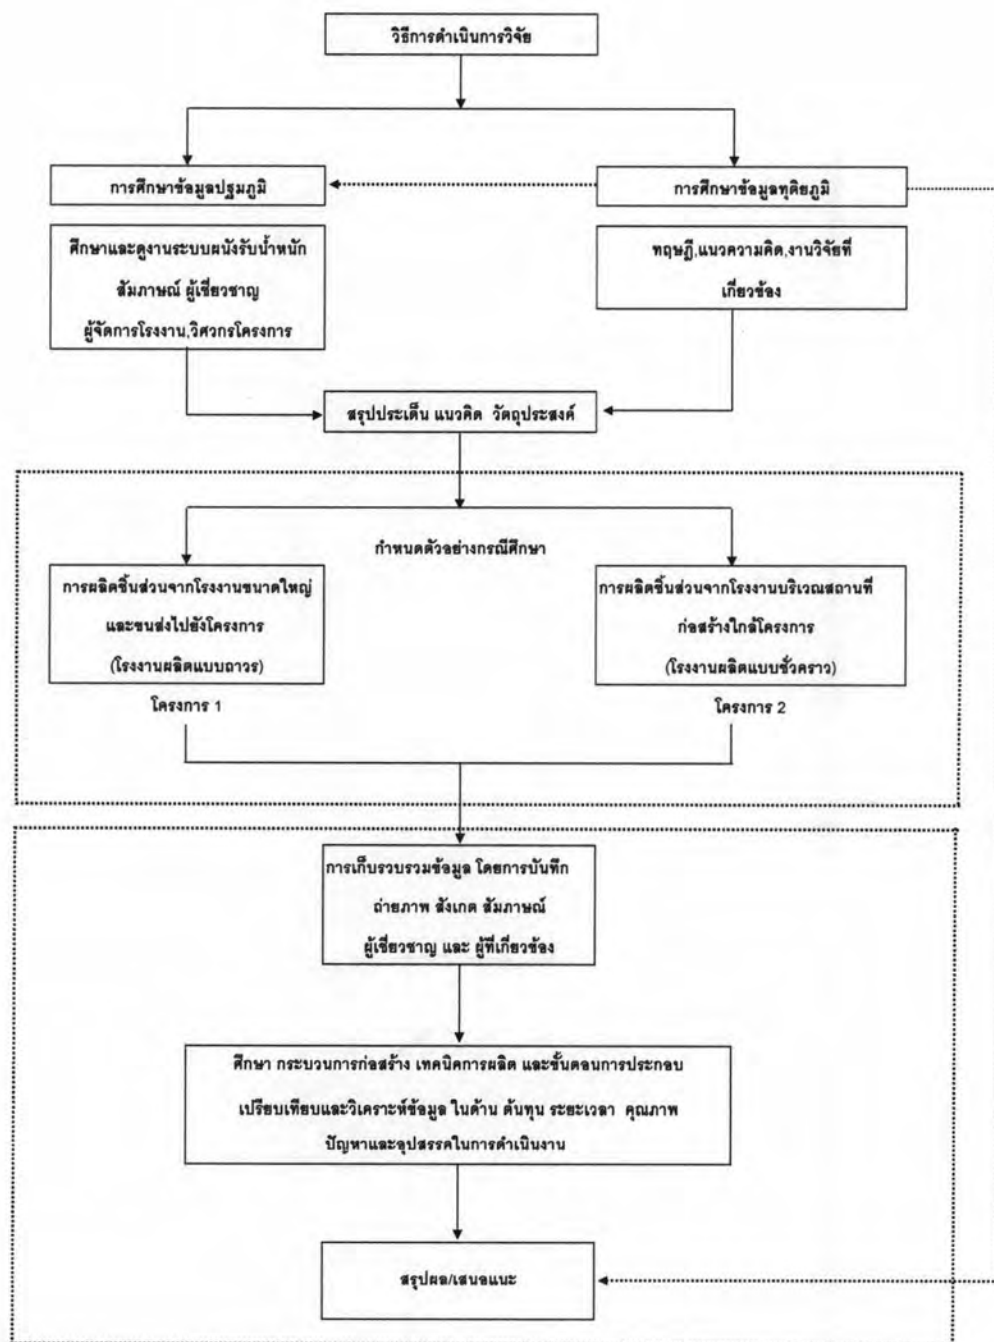 วิธีการดำเนินการวิจัย
การศึกษาข้อมูลปฐมภูมิ
การศึกษาข้อมูลทุติยภูมิ
ศึกษาและดูงานระบบผนังรับน้ำหนัก
สัมภาษณ์ ผู้เชี่ยวชาญ
ผู้จัดการโรงงาน,วิศวกรโครงการ
ทฤษฎี,แนวความคิด,งานวิจัยที่
เกี่ยวข้อง
สรุปประเด็น แนวคิด วัตถุประสงค์
กำหนดตัวอย่างกรณีศึกษา
การผลิตชิ้นส่วนจากโรงงานขนาดใหญ่
และขนส่งไปยังโครงการ
(โรงงานผลิตแบบถาวร)
โครงการ 1
การผลิตชิ้นส่วนจากโรงงานบริเวณสถานที่
ก่อสร้างใกล้โครงการ
(โรงงานผลิตแบบชั่วคราว)
โครงการ 2
การเก็บรวบรวมข้อมูล โดยการบันทึก
ถ่ายภาพ สังเกต สัมภาษณ์
ผู้เชี่ยวชาญ และ ผู้ที่เกี่ยวข้อง
ศึกษา กระบวนการก่อสร้าง เทคนิคการผลิต และขั้นตอนการประกอบ
เปรียบเทียบและวิเคราะห์ข้อมูล ในด้าน ต้นทุน ระยะเวลา คุณภาพ
ปัญหาและอุปสรรคในการดำเนินงาน
สรุปผล/เสนอแนะ